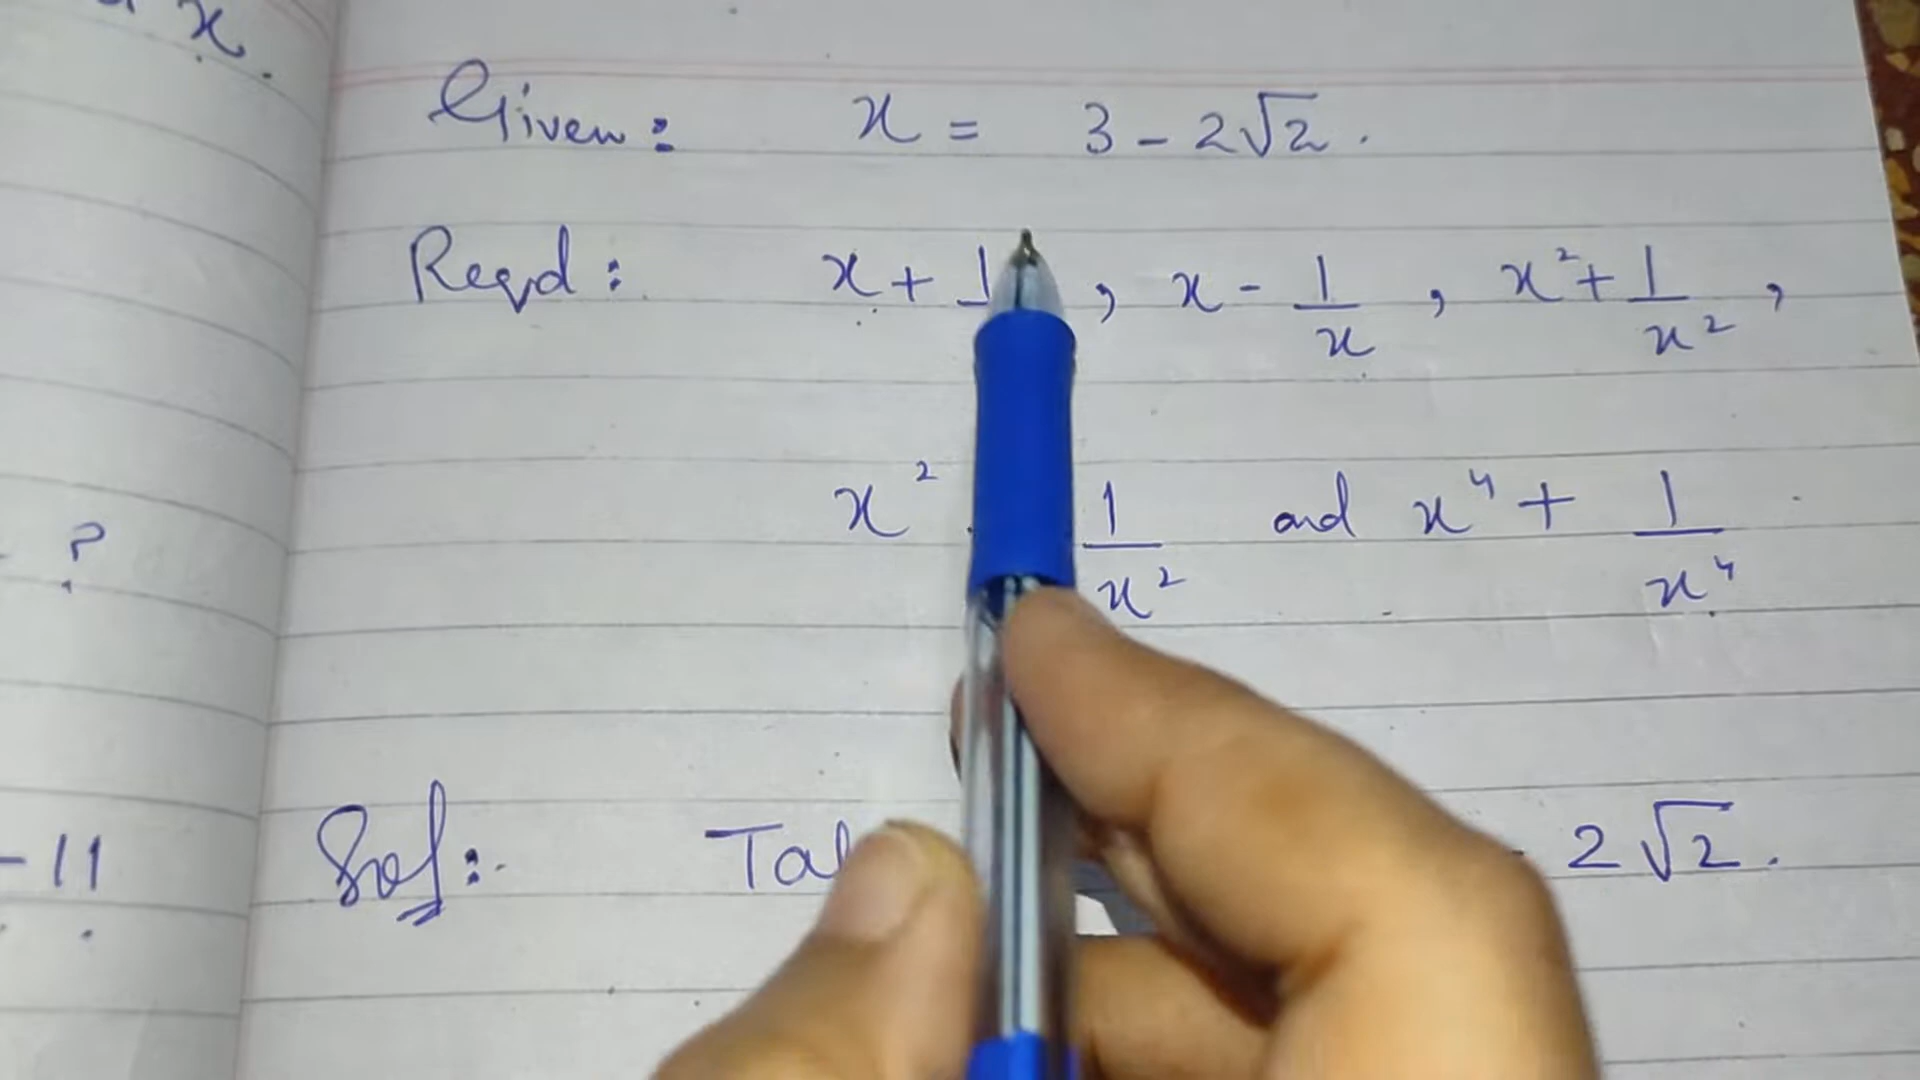 x.
Given: x = 3 - 2√2.
Reqd: x + 1 , x - 1/x , x² + 1/x² ,
x² 1/x² and x⁴ + 1/x⁴
?
Sol: 2√2.
- 11